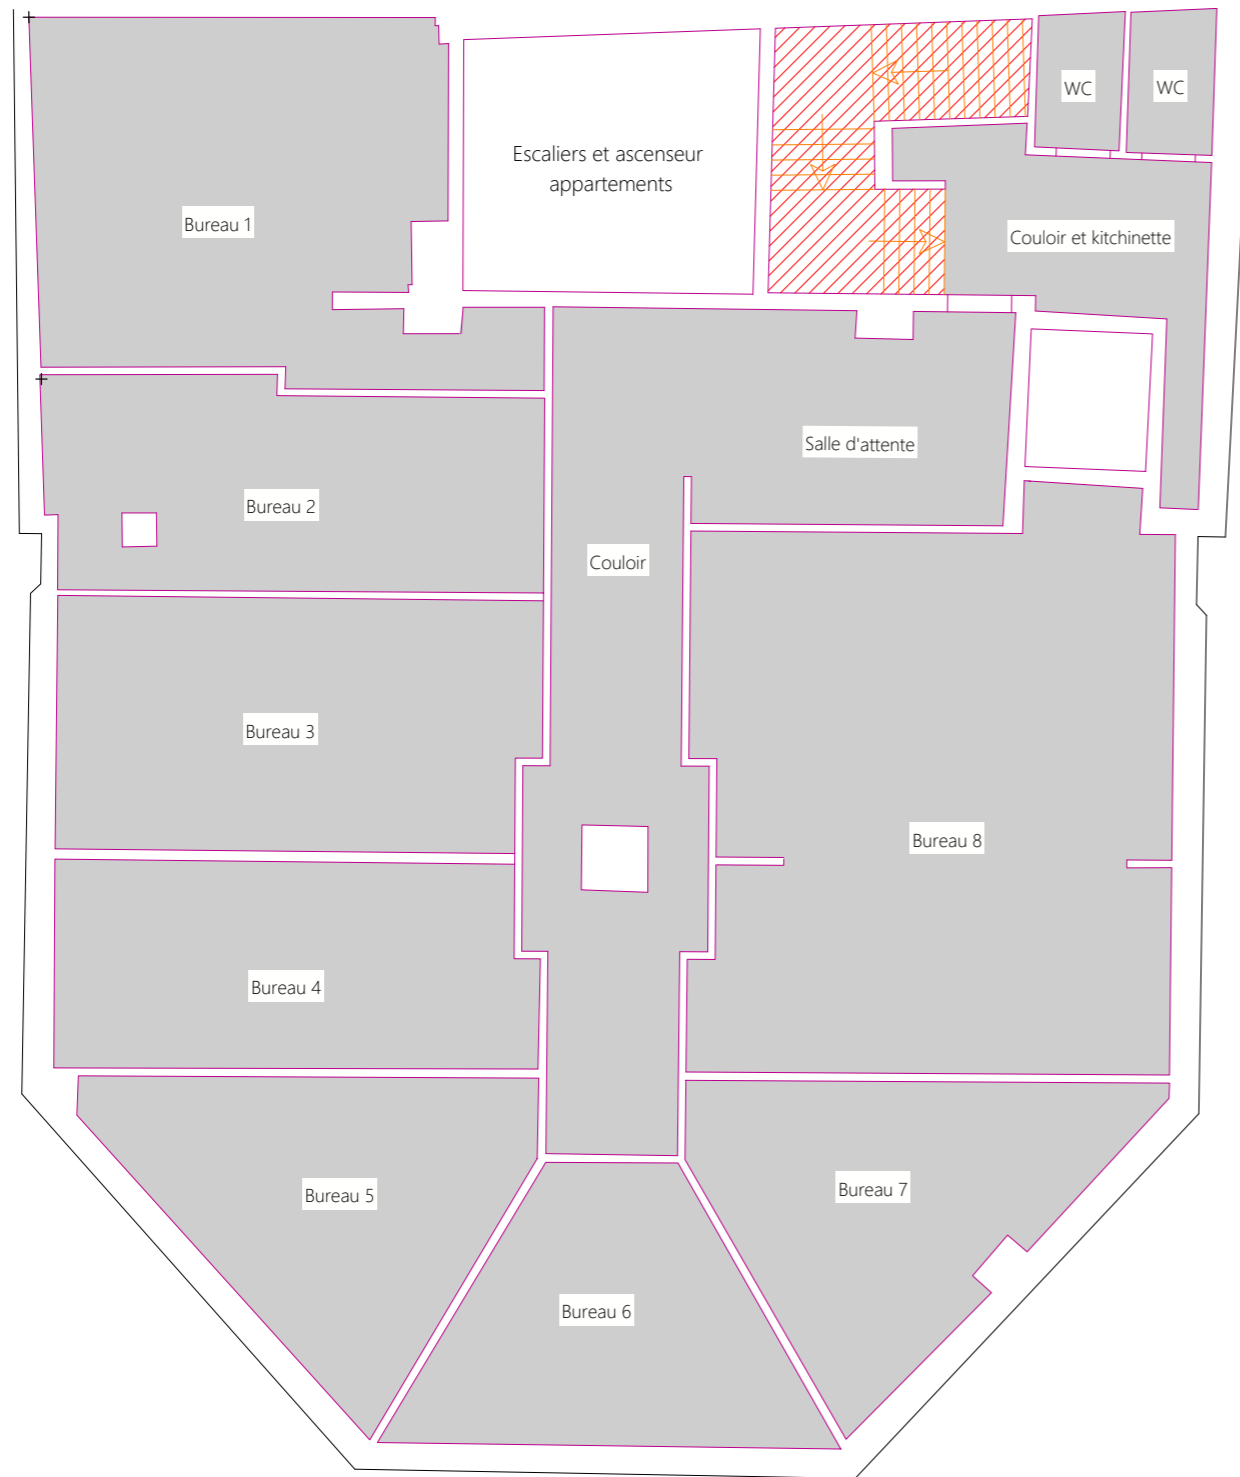 WC
WC
Escaliers et ascenseur
appartements
Bureau 1
Couloir et kitchinette
Salle d'attente
Bureau 2
Couloir
Bureau 3
Bureau 8
Bureau 4
Bureau 5
Bureau 7
Bureau 6